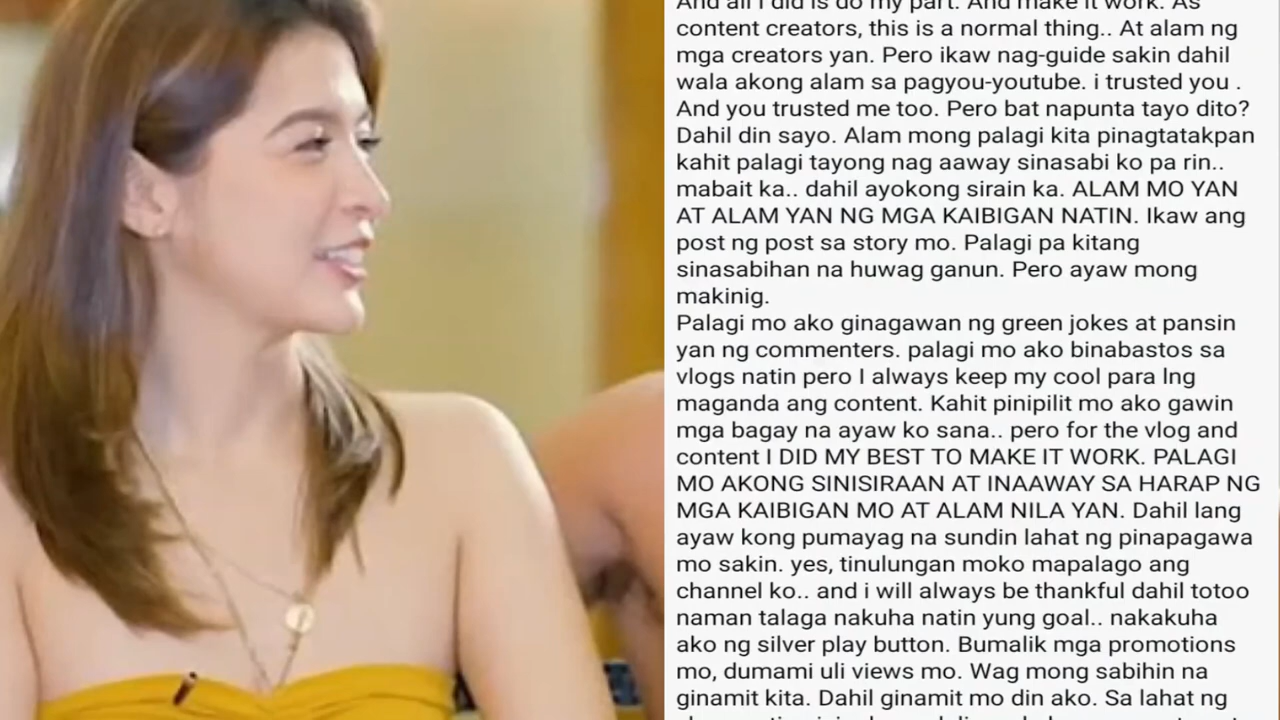 And all I did is do my part. And make it work. As
content creators, this is a normal thing.. At alam ng
mga creators yan. Pero ikaw nag-guide sakin dahil
wala akong alam sa pagyou-youtube. i trusted you .
And you trusted me too. Pero bat napunta tayo dito?
Dahil din sayo. Alam mong palagi kita pinagtatakpan
kahit palagi tayong nag aaway sinasabi ko pa rin..
mabait ka.. dahil ayokong sirain ka. ALAM MO YAN
AT ALAM YAN NG MGA KAIBIGAN NATIN. Ikaw ang
post ng post sa story mo. Palagi pa kitang
sinasabihan na huwag ganun. Pero ayaw mong
makinig.
Palagi mo ako ginagawan ng green jokes at pansin
yan ng commenters. palagi mo ako binabastos sa
vlogs natin pero I always keep my cool para lng
maganda ang content. Kahit pinipilit mo ako gawin
mga bagay na ayaw ko sana.. pero for the vlog and
content I DID MY BEST TO MAKE IT WORK. PALAGI
MO AKONG SINISIRAAN AT INAAWAY SA HARAP NG
MGA KAIBIGAN MO AT ALAM NILA YAN. Dahil lang
ayaw kong pumayag na sundin lahat ng pinapagawa
mo sakin. yes, tinulungan moko mapalago ang
channel ko.. and i will always be thankful dahil totoo
naman talaga nakuha natin yung goal.. nakakuha
ako ng silver play button. Bumalik mga promotions
mo, dumami uli views mo. Wag mong sabihin na
ginamit kita. Dahil ginamit mo din ako. Sa lahat ng